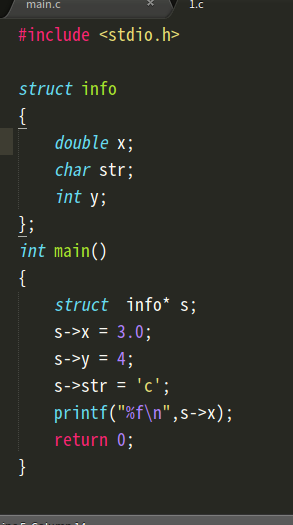 main.c × 1.c
#include <stdio.h>
struct info
{
double x;
char str;
int y;
};
int main()
{
struct  info* s;
s->x = 3.0;
s->y = 4;
s->str = 'c';
printf("%f\n",s->x);
return 0;
}